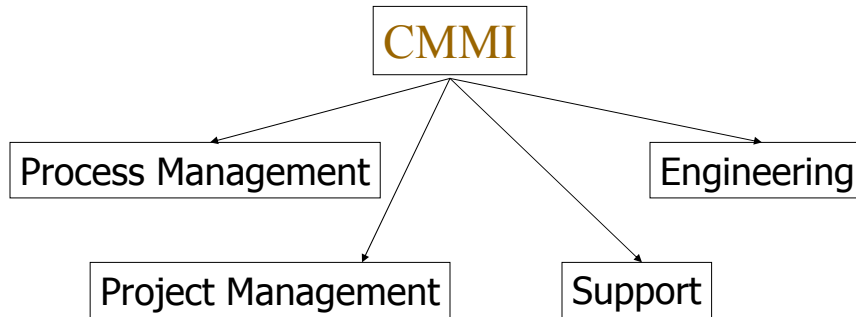 CMMI
Process Management
Engineering
Project Management
Support